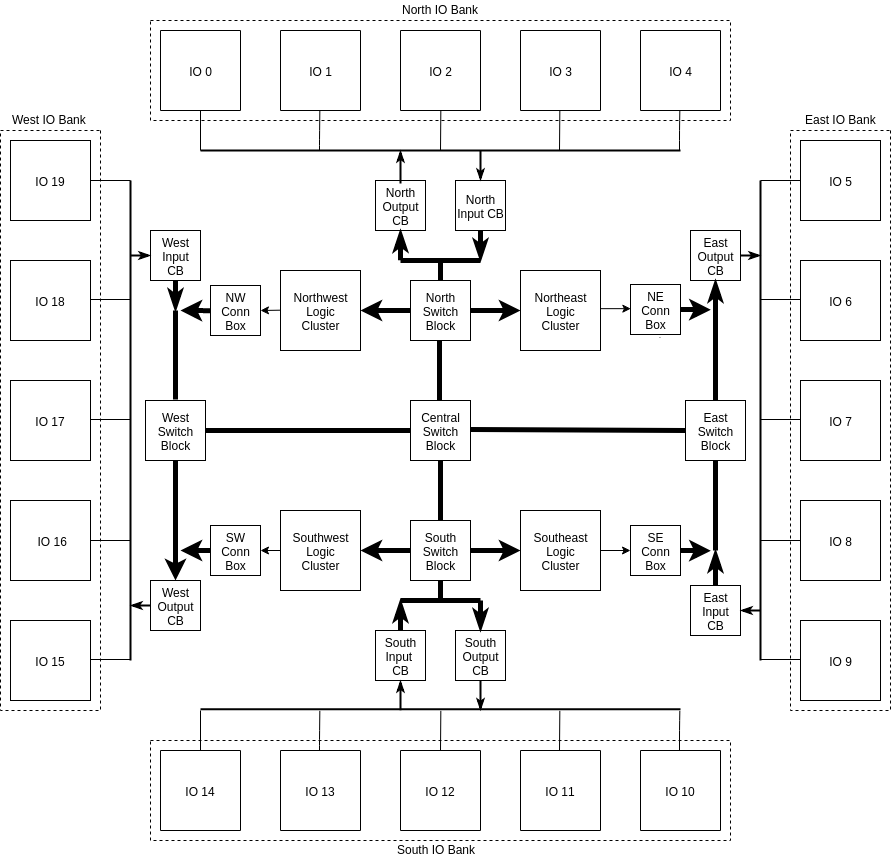 North IO Bank
IO 0
IO 1
IO 2
IO 3
IO 4
West IO Bank
East IO Bank
IO 19
IO 5
North
Output
CB
North
Input CB
West
Input
CB
East
Output
CB
IO 18
NW
Conn
Box
Northwest
Logic
Cluster
North
Switch
Block
Northeast
Logic
Cluster
NE
Conn
Box
IO 6
IO 17
West
Switch
Block
Central
Switch
Block
East
Switch
Block
IO 7
IO 16
SW
Conn
Box
Southwest
Logic
Cluster
South
Switch
Block
Southeast
Logic
Cluster
SE
Conn
Box
IO 8
West
Output
CB
East
Input
CB
IO 15
South
Input
CB
South
Output
CB
IO 9
IO 14
IO 13
IO 12
IO 11
IO 10
South IO Bank